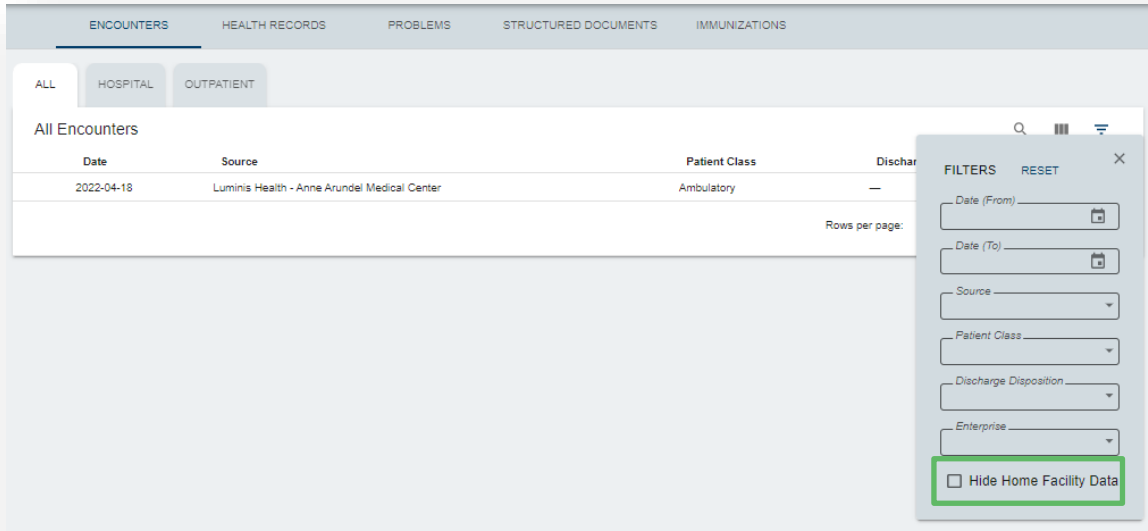 ENCOUNTERS HEALTH RECORDS PROBLEMS STRUCTURED DOCUMENTS IMMUNIZATIONS
ALL HOSPITAL OUTPATIENT
All Encounters
Date Source Patient Class
2022-04-18 Luminis Health - Anne Arundel Medical Center Ambulatory —
Rows per page:
FILTERS RESET
Date (From)
Date (To)
Source
Patient Class
Discharge Disposition
Enterprise
Hide Home Facility Data